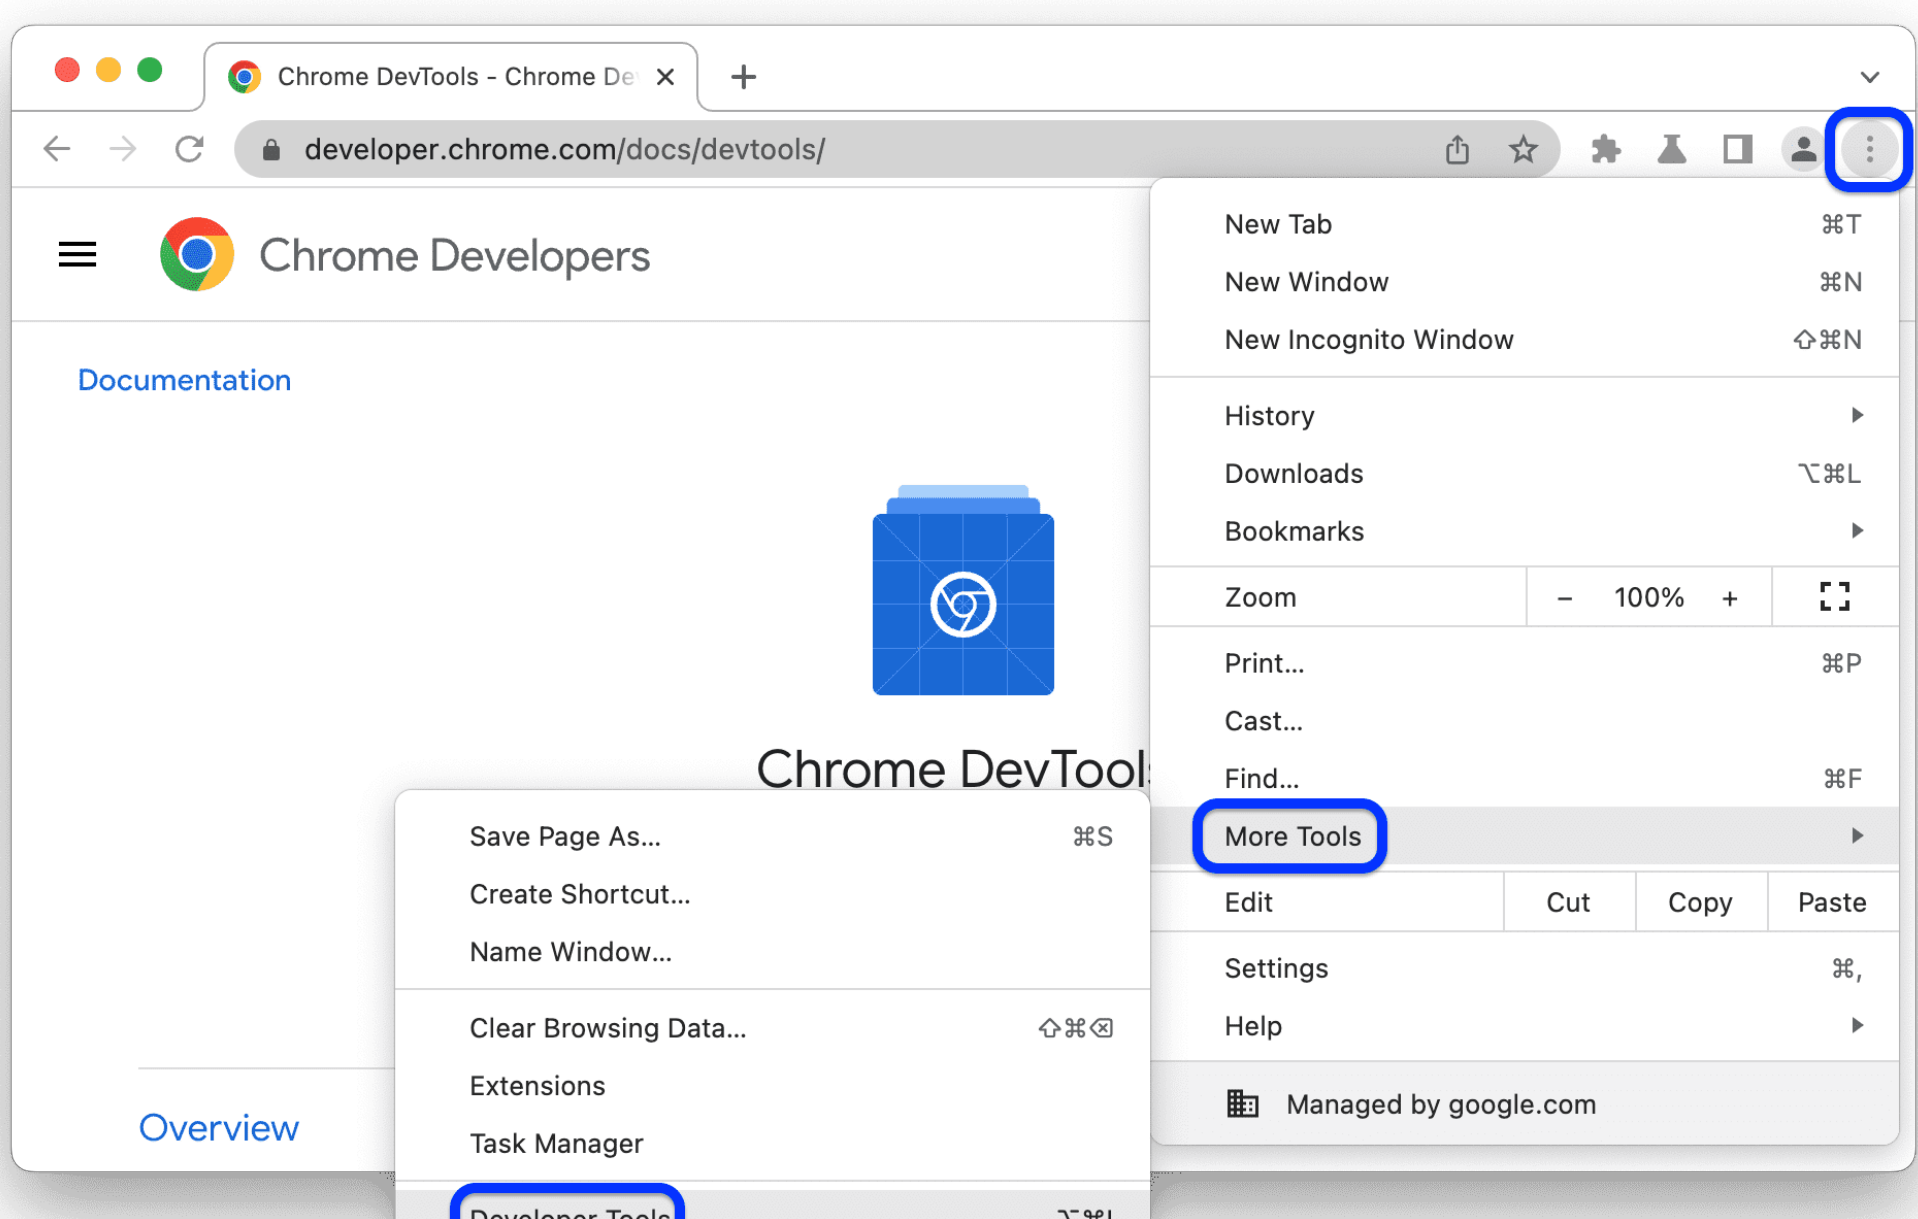 Chrome DevTools - Chrome De
developer.chrome.com/docs/devtools/
Chrome Developers
Documentation
Chrome DevTools
Overview
New Tab ⌘T
New Window ⌘N
New Incognito Window ⇧⌘N
History
Downloads ⌥⌘L
Bookmarks
Zoom − 100% +
Print... ⌘P
Cast...
Find... ⌘F
More Tools
Edit Cut Copy Paste
Settings ⌘,
Help
Managed by google.com
Save Page As... ⌘S
Create Shortcut...
Name Window...
Clear Browsing Data... ⇧⌘⌫
Extensions
Task Manager
Developer Tools ⌥⌘I